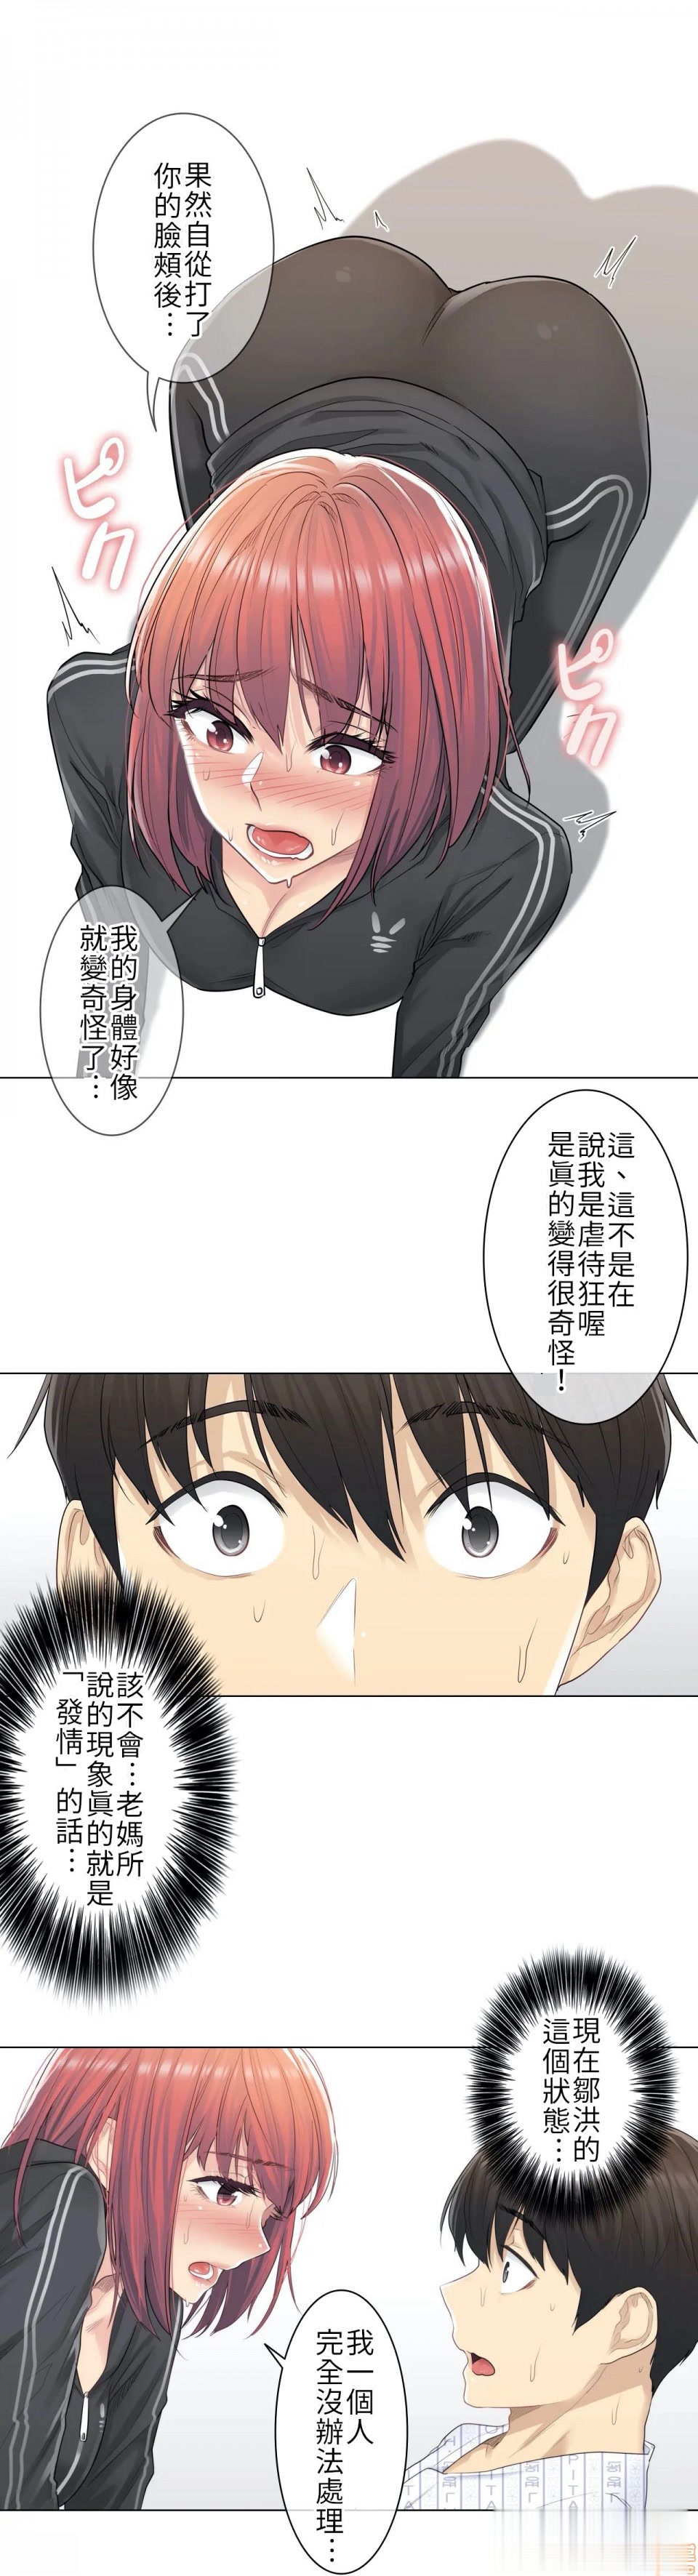 果然自從打了
你的臉頰後…
ピク
ピク
我的身體好像
就變奇怪了…
這、這不是在
說我是虐待狂喔
是真的變得很奇怪！
該不會…老媽所
說的現象真的就是
「發情」的話…
現在鄒洪的
這個狀態…
我一個人
完全沒辦法處理…